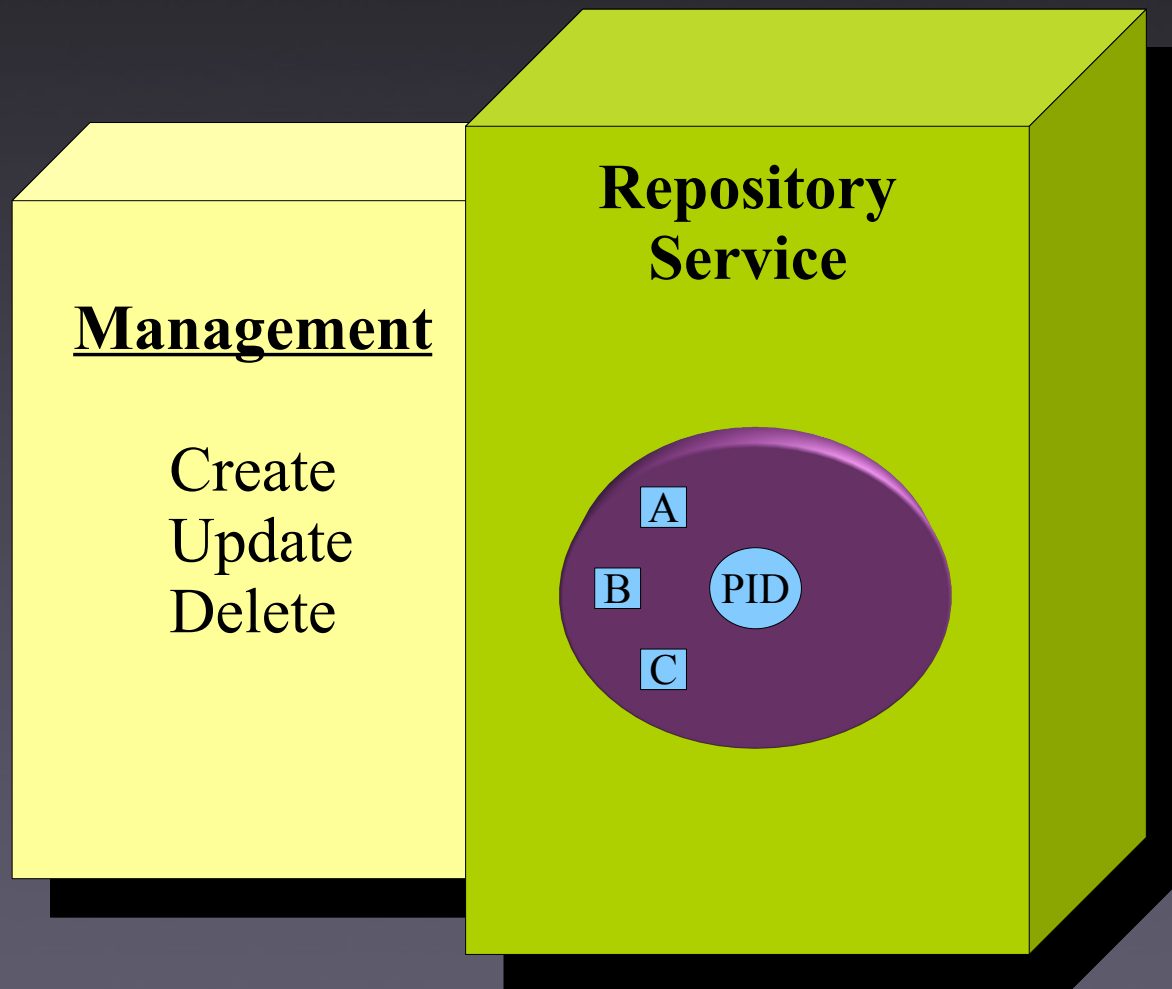 Management
Create
Update
Delete
Repository
Service
A
B
PID
C